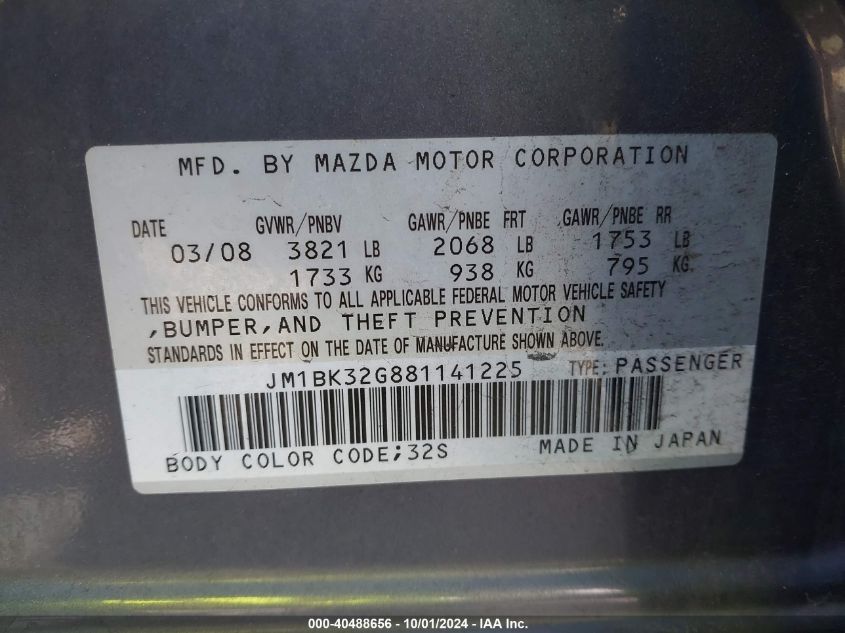 MFD. BY MAZDA MOTOR CORPORATION
DATE GVWR/PNBV GAWR/PNBE FRT GAWR/PNBE RR
03/08 3821 LB 2068 LB 1753 LB
1733 KG 938 KG 795 KG
THIS VEHICLE CONFORMS TO ALL APPLICABLE FEDERAL MOTOR VEHICLE SAFETY
,BUMPER,AND THEFT PREVENTION
STANDARDS IN EFFECT ON THE DATE OF MANUFACTURE SHOWN ABOVE.
JM1BK32G881141225 TYPE: PASSENGER
BODY COLOR CODE;32S MADE IN JAPAN
000-40488656 - 10/01/2024 - IAA Inc.